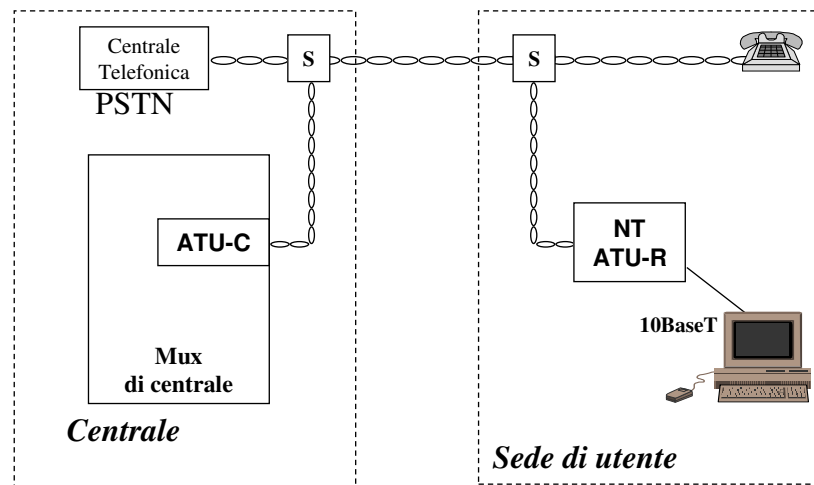 Centrale
Telefonica
PSTN
S
S
ATU-C
Mux
di centrale
Centrale
NT
ATU-R
10BaseT
Sede di utente